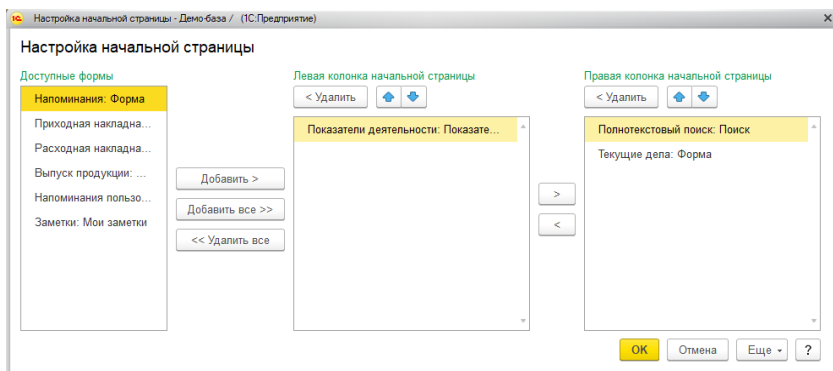 Настройка начальной страницы - Демо-база / (1С:Предприятие)
Настройка начальной страницы
Доступные формы
Напоминания: Форма
Приходная накладна...
Расходная накладна...
Выпуск продукции: ...
Напоминания пользо...
Заметки: Мои заметки
Добавить >
Добавить все >>
<< Удалить все
Левая колонка начальной страницы
< Удалить
Показатели деятельности: Показате...
>
<
Правая колонка начальной страницы
< Удалить
Полнотекстовый поиск: Поиск
Текущие дела: Форма
ОК
Отмена
Еще
?